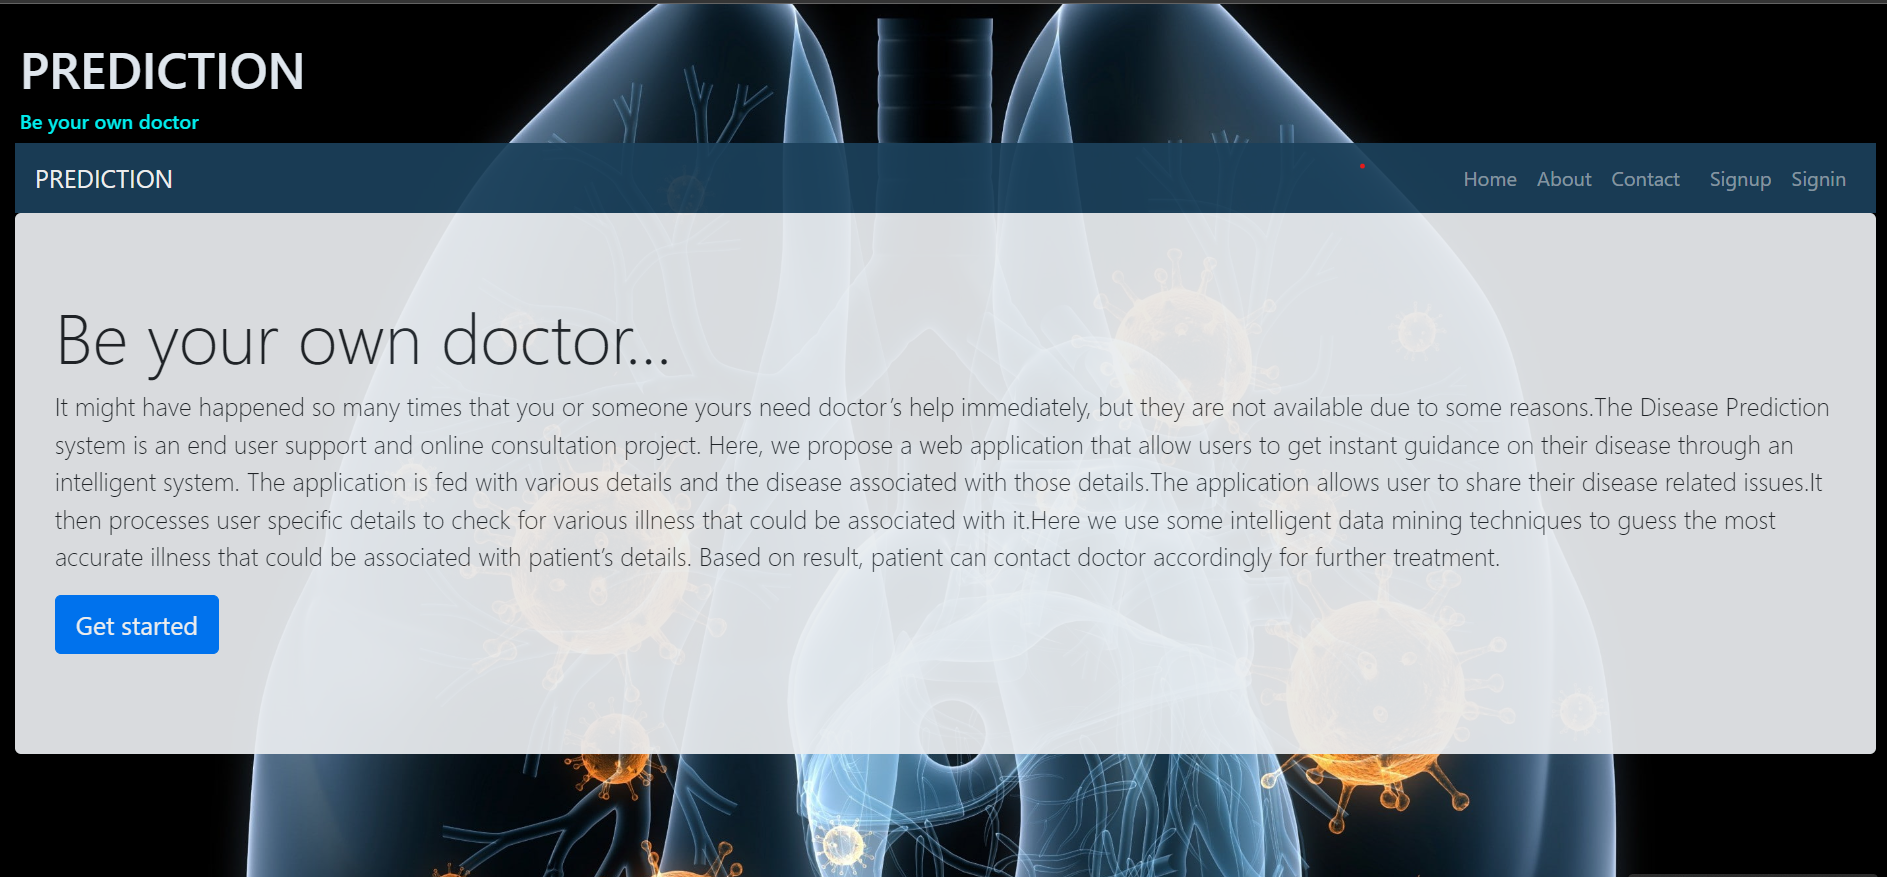 PREDICTION
Be your own doctor
PREDICTION Home About Contact Signup Signin
Be your own doctor...
It might have happened so many times that you or someone yours need doctor’s help immediately, but they are not available due to some reasons.The Disease Prediction
system is an end user support and online consultation project. Here, we propose a web application that allow users to get instant guidance on their disease through an
intelligent system. The application is fed with various details and the disease associated with those details.The application allows user to share their disease related issues.It
then processes user specific details to check for various illness that could be associated with it.Here we use some intelligent data mining techniques to guess the most
accurate illness that could be associated with patient’s details. Based on result, patient can contact doctor accordingly for further treatment.
Get started